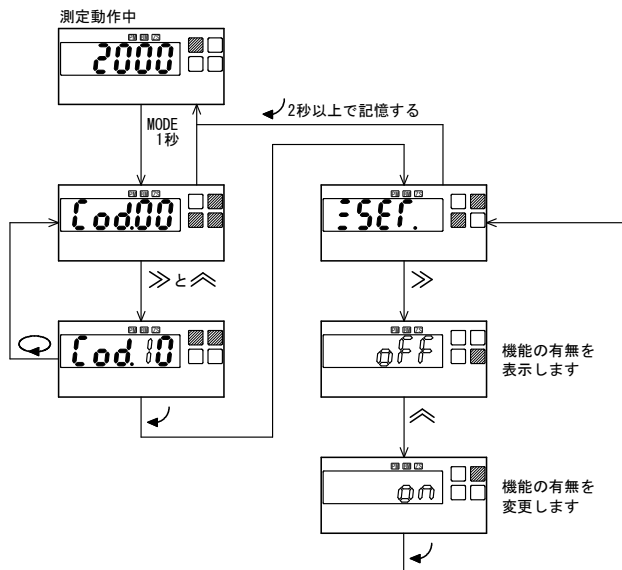 測定動作中
2000
2秒以上で記憶する
MODE
1秒
Cod.00
ΞSET.
≫と︽
≫
Cod.10
oFF
機能の有無を
表示します
︽
on
機能の有無を
変更します